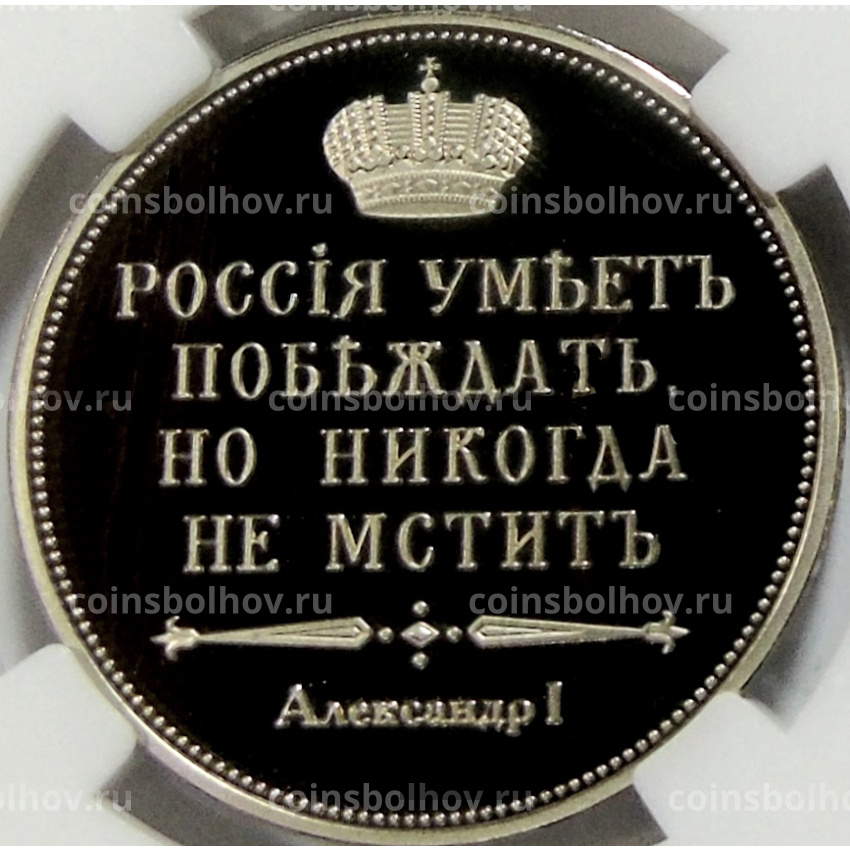 РОССІЯ УМѢЕТЪ
ПОБѢЖДАТЬ,
НО НИКОГДА
НЕ МСТИТЪ
Александр I
coinsbolhov.ru